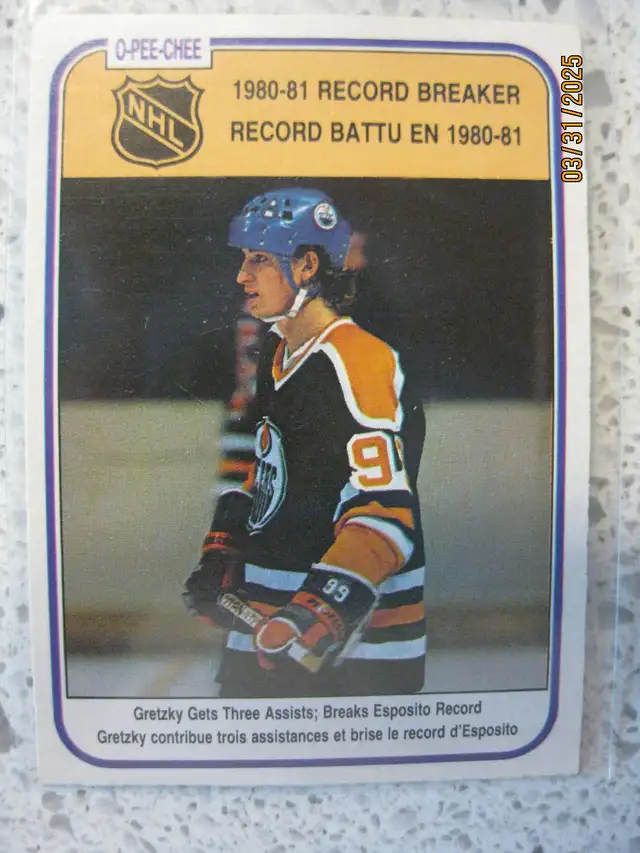 O-PEE-CHEE
NHL
1980-81 RECORD BREAKER
RECORD BATTU EN 1980-81
03/31/2025
9
99
Gretzky Gets Three Assists; Breaks Esposito Record
Gretzky contribue trois assistances et brise le record d'Esposito